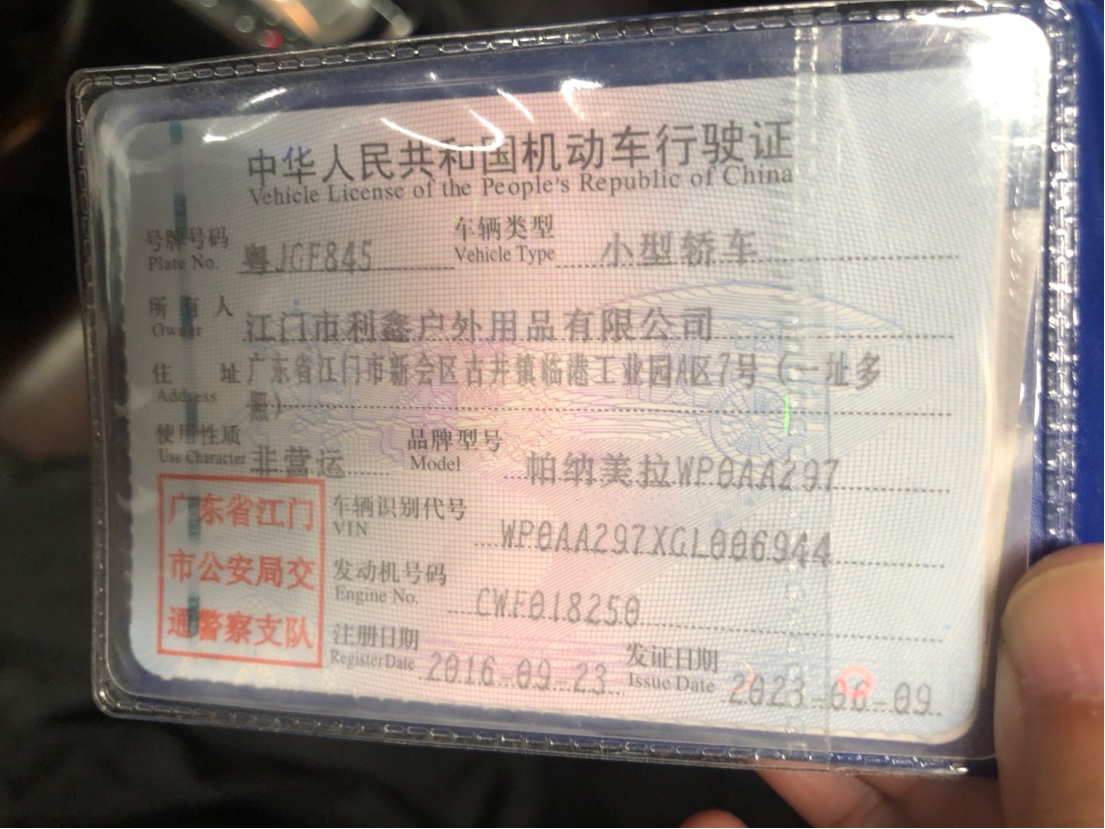 中华人民共和国机动车行驶证
Vehicle License of the People's Republic of China
号牌号码 粤JGF845 车辆类型 小型轿车
Plate No. Vehicle Type
所有人 江门市利鑫户外用品有限公司
Owner
住址 广东省江门市新会区古井镇临港工业园A区7号(一址多
Address 照)
使用性质 非营运 品牌型号 帕纳美拉WP0AA297
Use Character Model
广东省江门
市公安局交
通警察支队
车辆识别代号 WP0AA297XGL006944
VIN
发动机号码 CWF018250
Engine No.
注册日期 2016-09-23 发证日期 2023-06-09
Register Date Issue Date